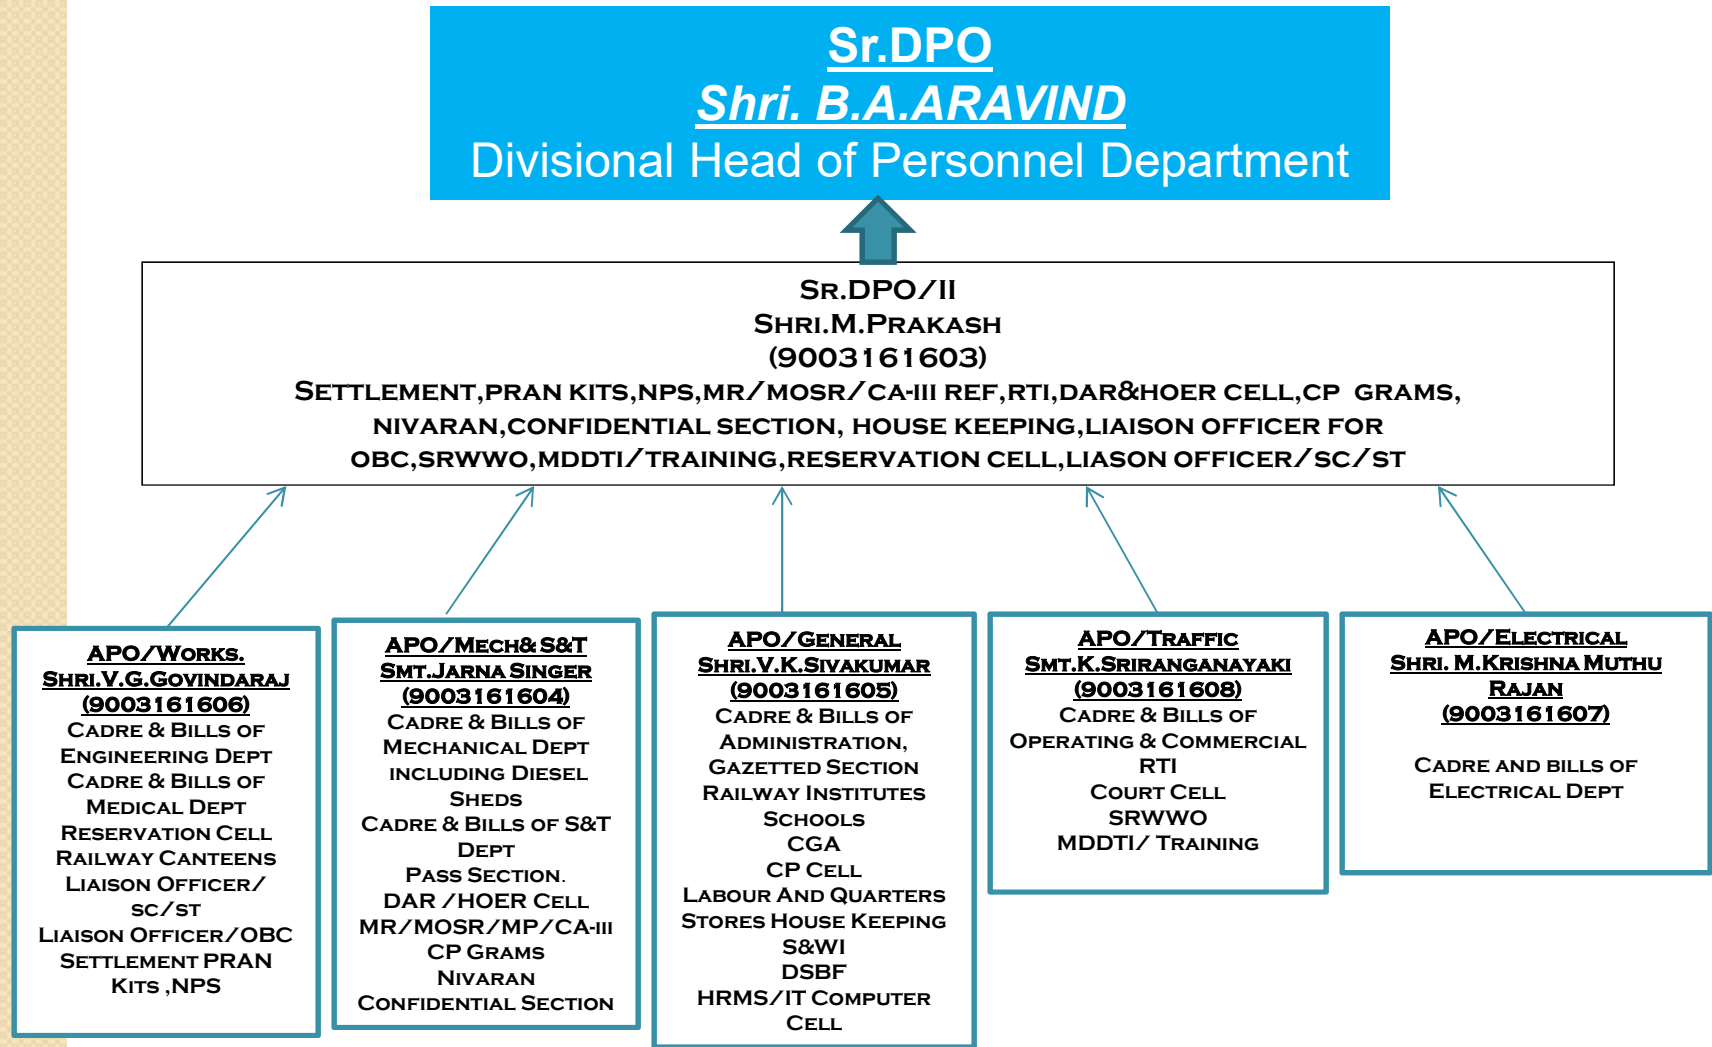 Sr.DPO
Shri. B.A.ARAVIND
Divisional Head of Personnel Department
SR.DPO/II
SHRI.M.PRAKASH
(9003161603)
SETTLEMENT,PRAN KITS,NPS,MR/MOSR/CA-III REF,RTI,DAR&HOER CELL,CP GRAMS,
NIVARAN,CONFIDENTIAL SECTION, HOUSE KEEPING,LIAISON OFFICER FOR
OBC,SRWWO,MDDTI/TRAINING,RESERVATION CELL,LIASON OFFICER/SC/ST
APO/WORKS.
SHRI.V.G.GOVINDARAJ
(9003161606)
CADRE & BILLS OF
ENGINEERING DEPT
CADRE & BILLS OF
MEDICAL DEPT
RESERVATION CELL
RAILWAY CANTEENS
LIAISON OFFICER/
SC/ST
LIAISON OFFICER/OBC
SETTLEMENT PRAN
KITS ,NPS
APO/MECH& S&T
SMT.JARNA SINGER
(9003161604)
CADRE & BILLS OF
MECHANICAL DEPT
INCLUDING DIESEL
SHEDS
CADRE & BILLS OF S&T
DEPT
PASS SECTION.
DAR /HOER CELL
MR/MOSR/MP/CA-III
CP GRAMS
NIVARAN
CONFIDENTIAL SECTION
APO/GENERAL
SHRI.V.K.SIVAKUMAR
(9003161605)
CADRE & BILLS OF
ADMINISTRATION,
GAZETTED SECTION
RAILWAY INSTITUTES
SCHOOLS
CGA
CP CELL
LABOUR AND QUARTERS
STORES HOUSE KEEPING
S&WI
DSBF
HRMS/IT COMPUTER
CELL
APO/TRAFFIC
SMT.K.SRIRANGANAYAKI
(9003161608)
CADRE & BILLS OF
OPERATING & COMMERCIAL
RTI
COURT CELL
SRWWO
MDDTI/ TRAINING
APO/ELECTRICAL
SHRI. M.KRISHNA MUTHU
RAJAN
(9003161607)
CADRE AND BILLS OF
ELECTRICAL DEPT